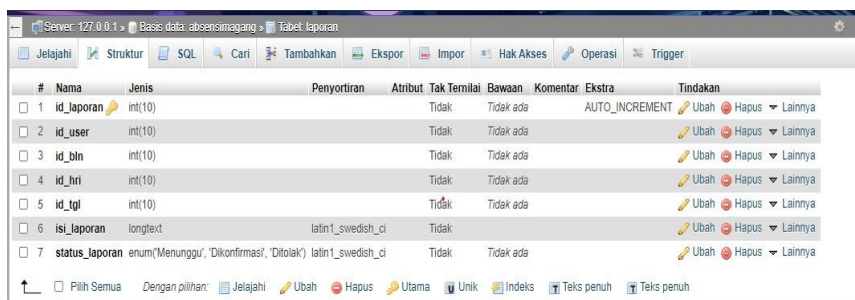 Server: 127.0.0.1 » Basis data: absensimagang » Tabel: laporan
Jelajahi Struktur SQL Cari Tambahkan Ekspor Impor Hak Akses Operasi Trigger
# Nama Jenis Penyortiran Atribut Tak Ternilai Bawaan Komentar Ekstra Tindakan
1 id_laporan int(10) Tidak Tidak ada AUTO_INCREMENT Ubah Hapus Lainnya
2 id_user int(10) Tidak Tidak ada Ubah Hapus Lainnya
3 id_bln int(10) Tidak Tidak ada Ubah Hapus Lainnya
4 id_hri int(10) Tidak Tidak ada Ubah Hapus Lainnya
5 id_tgl int(10) Tidak Tidak ada Ubah Hapus Lainnya
6 isi_laporan longtext latin1_swedish_ci Tidak Ubah Hapus Lainnya
7 status_laporan enum('Menunggu', 'Dikonfirmasi', 'Ditolak') latin1_swedish_ci Tidak Tidak ada Ubah Hapus Lainnya
Pilih Semua Dengan pilihan: Jelajahi Ubah Hapus Utama Unik Indeks Teks penuh Teks penuh